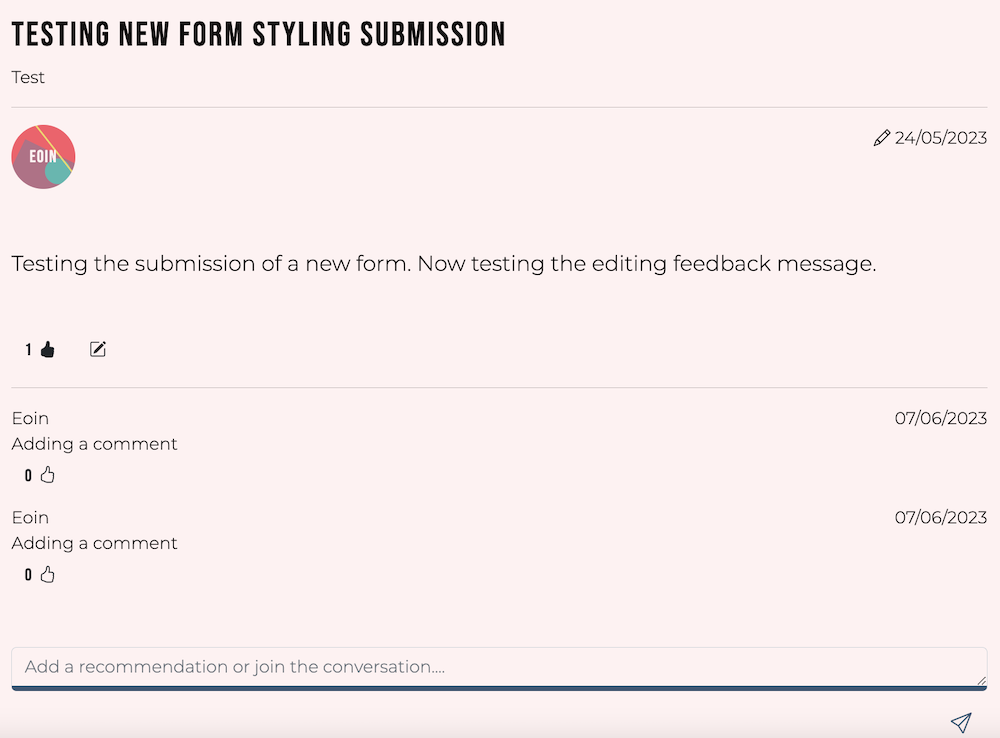 TESTING NEW FORM STYLING SUBMISSION
Test
EOIN
24/05/2023
Testing the submission of a new form. Now testing the editing feedback message.
1
Eoin 07/06/2023
Adding a comment
0
Eoin 07/06/2023
Adding a comment
0
Add a recommendation or join the conversation....